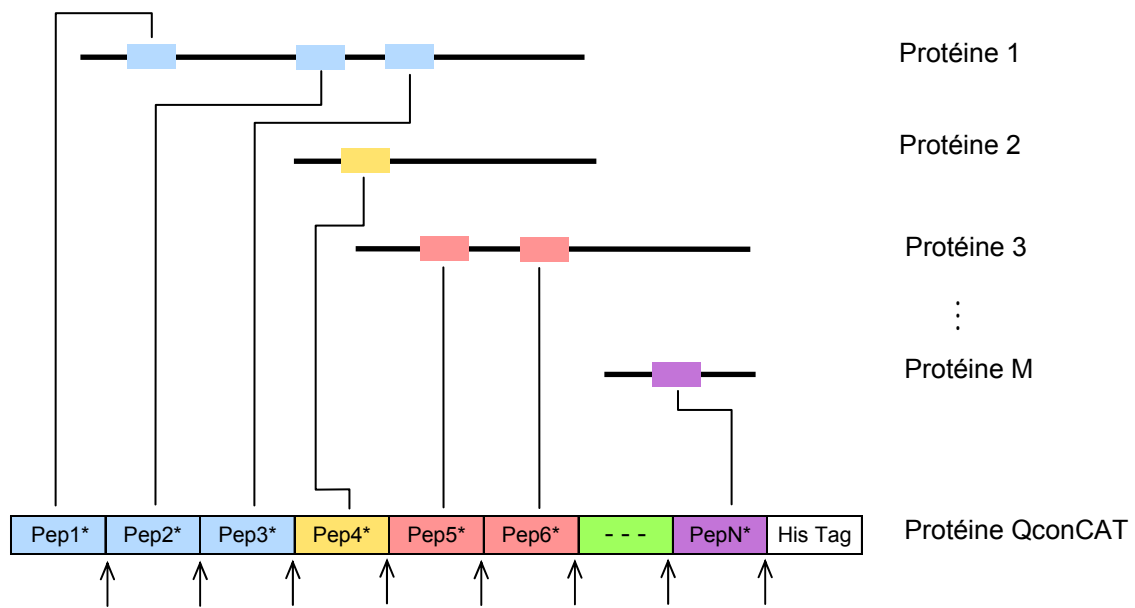 Protéine 1
Protéine 2
Protéine 3
⋮
Protéine M
Pep1* Pep2* Pep3* Pep4* Pep5* Pep6* - - - PepN* His Tag Protéine QconCAT